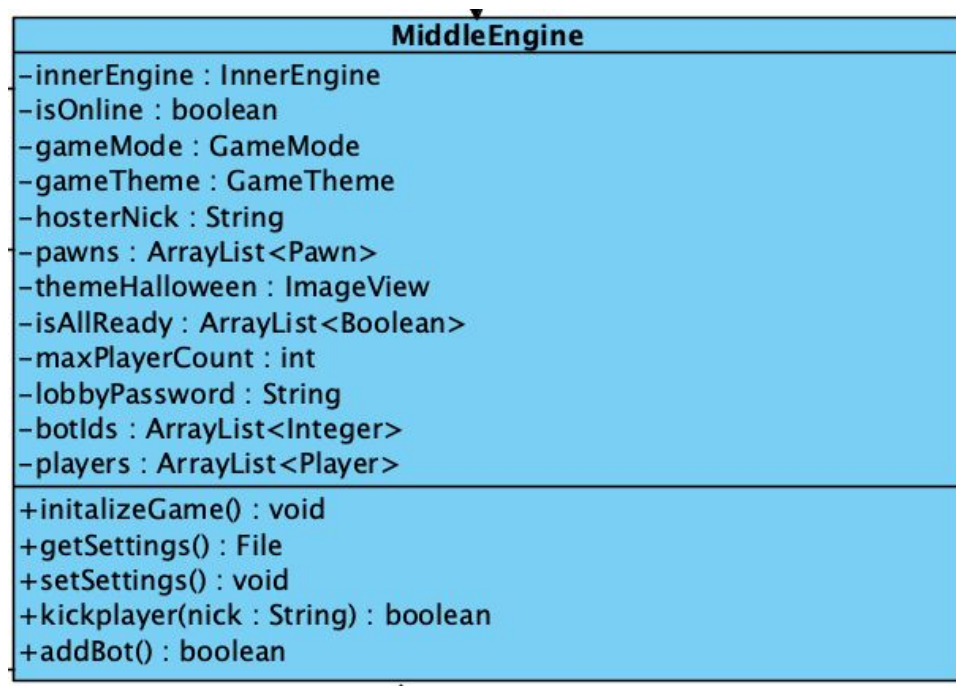 MiddleEngine
-innerEngine : InnerEngine
-isOnline : boolean
-gameMode : GameMode
-gameTheme : GameTheme
-hosterNick : String
-pawns : ArrayList<Pawn>
-themeHalloween : ImageView
-isAllReady : ArrayList<Boolean>
-maxPlayerCount : int
-lobbyPassword : String
-botIds : ArrayList<Integer>
-players : ArrayList<Player>
+initalizeGame() : void
+getSettings() : File
+setSettings() : void
+kickplayer(nick : String) : boolean
+addBot() : boolean